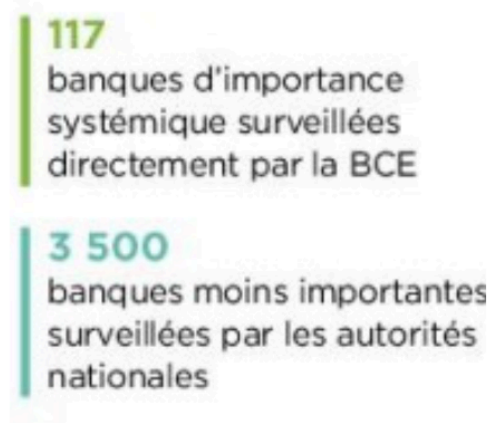 117
banques d'importance
systémique surveillées
directement par la BCE
3 500
banques moins importantes
surveillées par les autorités
nationales